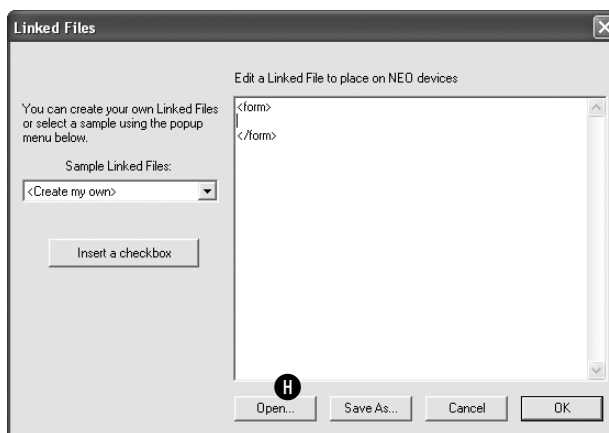 Linked Files
Edit a Linked File to place on NEO devices
You can create your own Linked Files
or select a sample using the popup
menu below.
Sample Linked Files:
<Create my own>
Insert a checkbox
<form>
</form>
H
Open...
Save As...
Cancel
OK